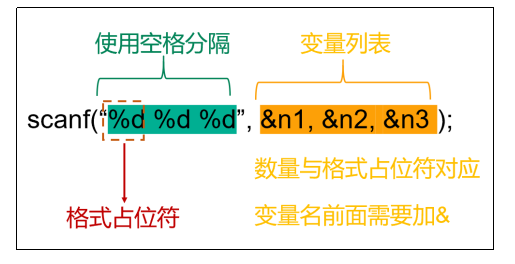 使用空格分隔 变量列表
scanf(“%d %d %d”, &n1, &n2, &n3 );
数量与格式占位符对应
格式占位符 变量名前面需要加&